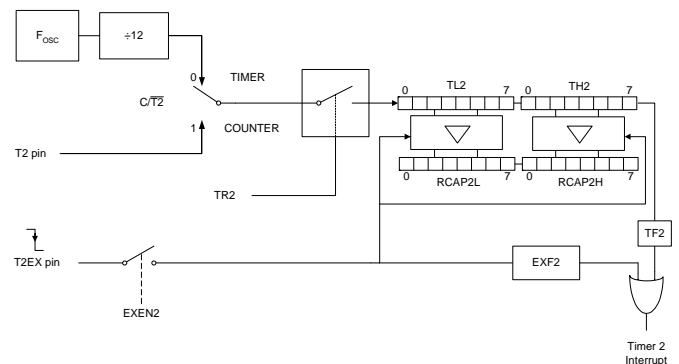 FOSC
÷12
0
TIMER
C/T2
1
COUNTER
T2 pin
TR2
0 TL2 7
0 TH2 7
0 7
RCAP2L
0 7
RCAP2H
TF2
T2EX pin
EXEN2
EXF2
Timer 2
Interrupt